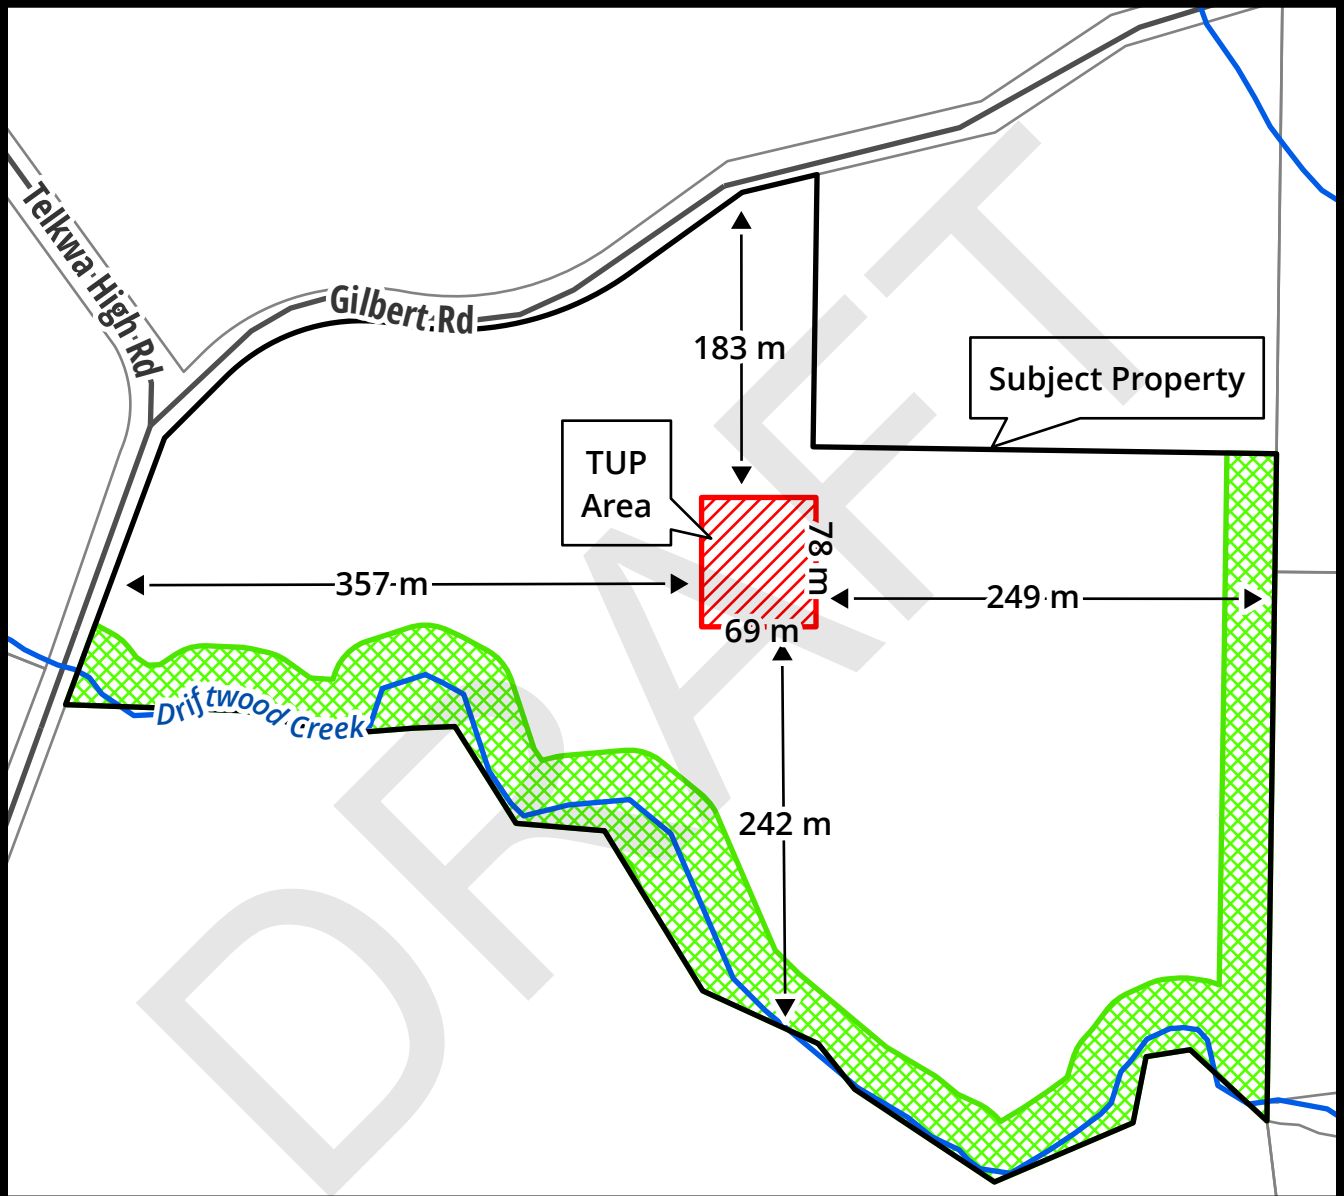 Telkwa High Rd
Gilbert Rd
183 m
Subject Property
TUP
Area
78 m
357 m
249 m
69 m
Driftwood Creek
242 m
DRAFT